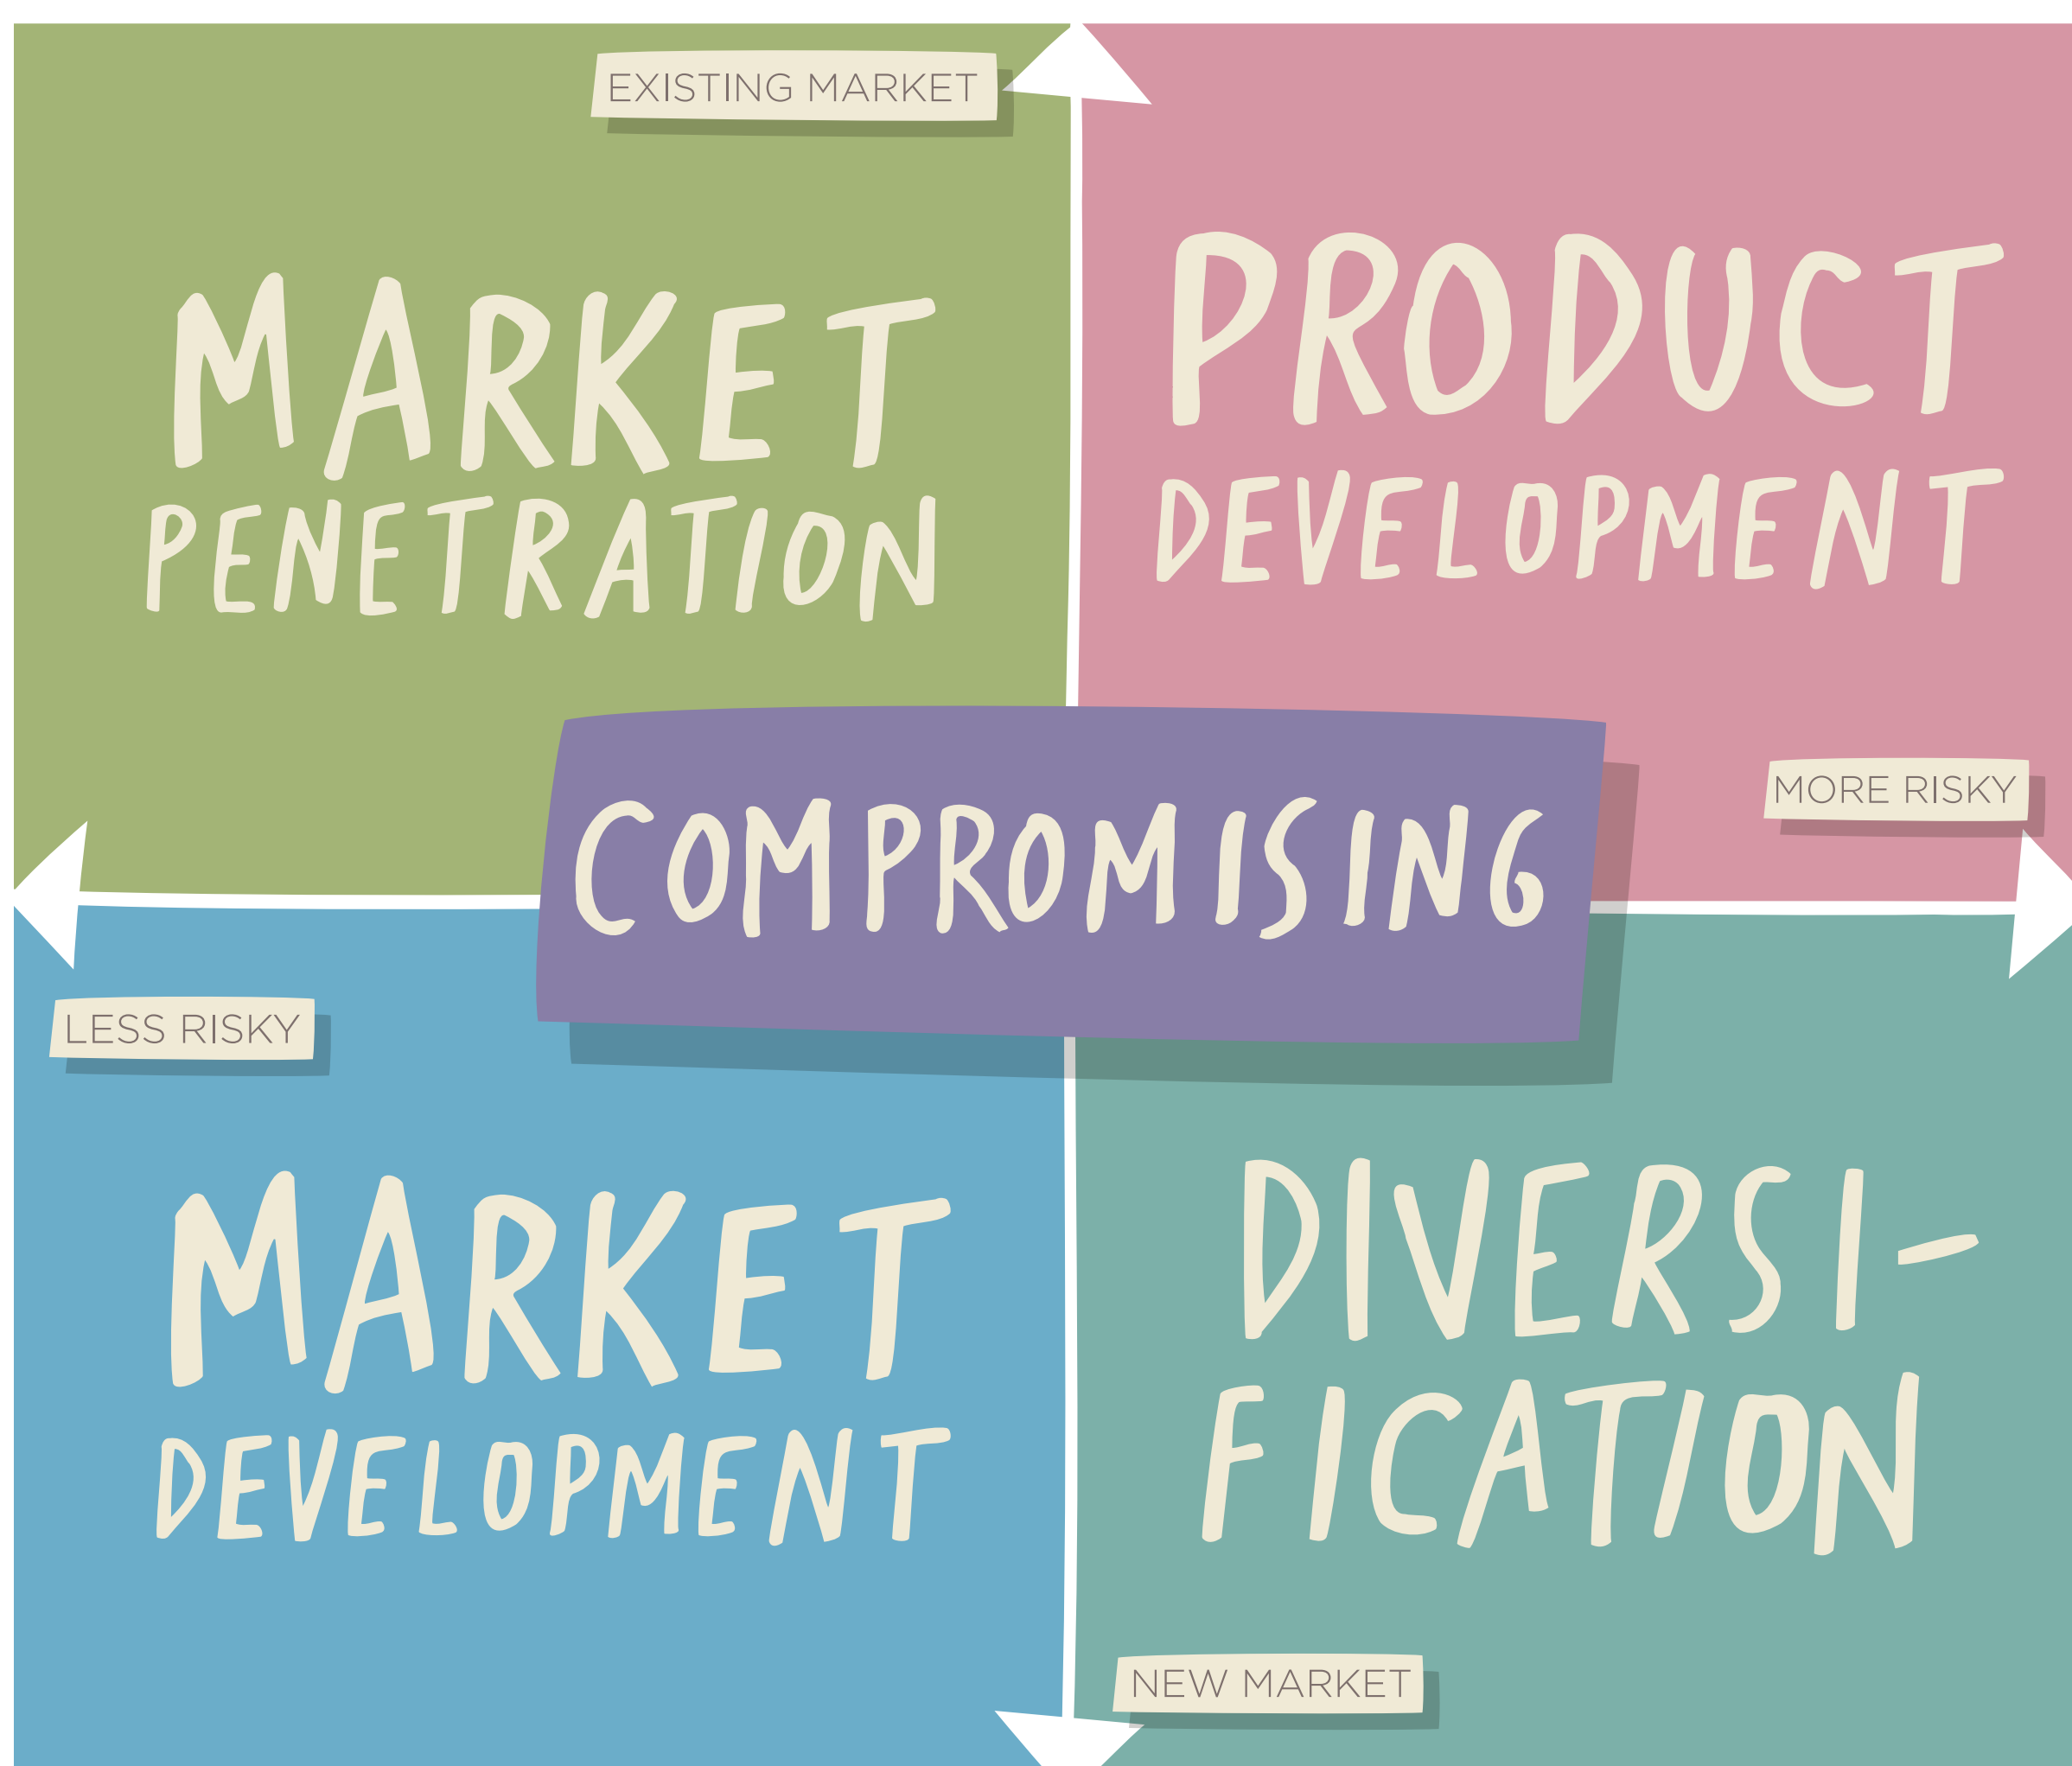 EXISTING MARKET
MARKET
PENETRATION
PRODUCT
DEVELOPMENT
COMPROMISING
MORE RISKY
LESS RISKY
MARKET
DEVELOPMENT
DIVERSI-
FICATION
NEW MARKET